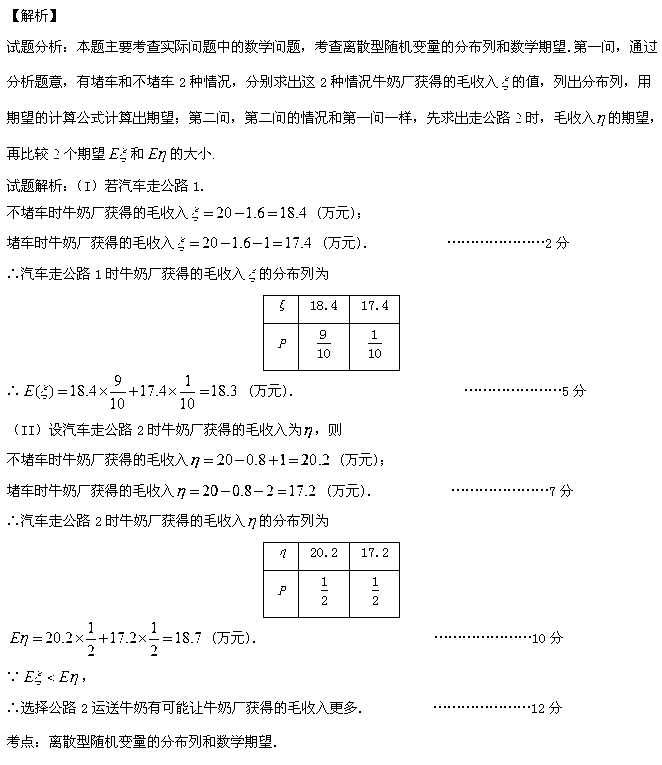 【解析】
试题分析：本题主要考查实际问题中的数学问题，考查离散型随机变量的分布列和数学期望.第一问，通过
分析题意，有堵车和不堵车 2 种情况，分别求出这 2 种情况牛奶厂获得的毛收入ξ的值，列出分布列，用
期望的计算公式计算出期望；第二问，第二问的情况和第一问一样，先求出走公路 2 时，毛收入η的期望，
再比较 2 个期望 Eξ 和 Eη 的大小.
试题解析：（I）若汽车走公路 1．
不堵车时牛奶厂获得的毛收入 ξ=20−1.6=18.4（万元）；
堵车时牛奶厂获得的毛收入 ξ=20−1.6−1=17.4（万元）． …………………2 分
∴汽车走公路 1 时牛奶厂获得的毛收入ξ的分布列为
ξ 18.4 17.4
P 9/10 1/10
∴ E(ξ)=18.4×9/10+17.4×1/10=18.3（万元）． …………………5 分
（II）设汽车走公路 2 时牛奶厂获得的毛收入为η，则
不堵车时牛奶厂获得的毛收入η=20−0.8+1=20.2（万元）；
堵车时牛奶厂获得的毛收入η=20−0.8−2=17.2（万元）． …………………7 分
∴汽车走公路 2 时牛奶厂获得的毛收入η的分布列为
η 20.2 17.2
P 1/2 1/2
Eη=20.2×1/2+17.2×1/2=18.7（万元）． …………………10 分
∵ Eξ<Eη，
∴选择公路 2 运送牛奶有可能让牛奶厂获得的毛收入更多． …………………12 分
考点：离散型随机变量的分布列和数学期望．